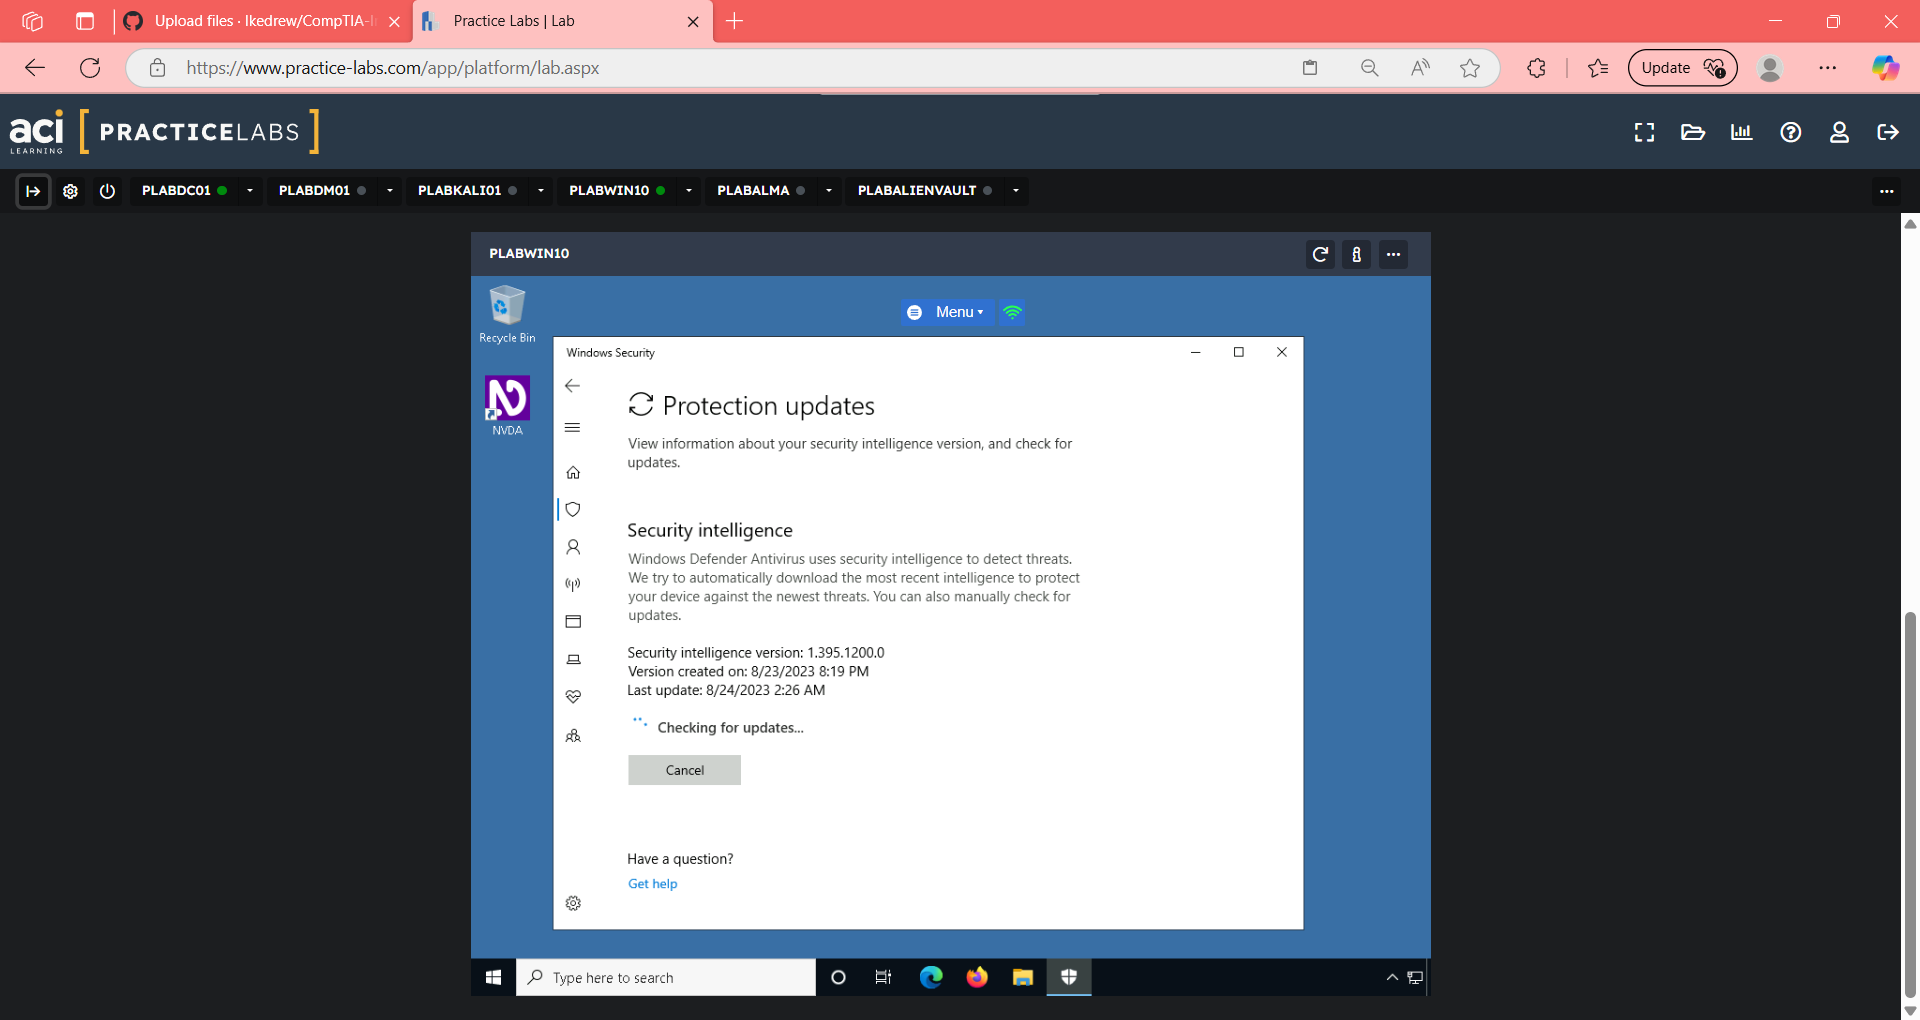 Upload files · Ikedrew/CompTIA-I
Practice Labs | Lab
https://www.practice-labs.com/app/platform/lab.aspx
Update
aci LEARNING [ PRACTICELABS ]
PLABDC01
PLABDM01
PLABKALI01
PLABWIN10
PLABALMA
PLABALIENVAULT
PLABWIN10
Recycle Bin
Menu
NVDA
Windows Security
Protection updates
View information about your security intelligence version, and check for
updates.
Security intelligence
Windows Defender Antivirus uses security intelligence to detect threats.
We try to automatically download the most recent intelligence to protect
your device against the newest threats. You can also manually check for
updates.
Security intelligence version: 1.395.1200.0
Version created on: 8/23/2023 8:19 PM
Last update: 8/24/2023 2:26 AM
Checking for updates...
Cancel
Have a question?
Get help
Type here to search